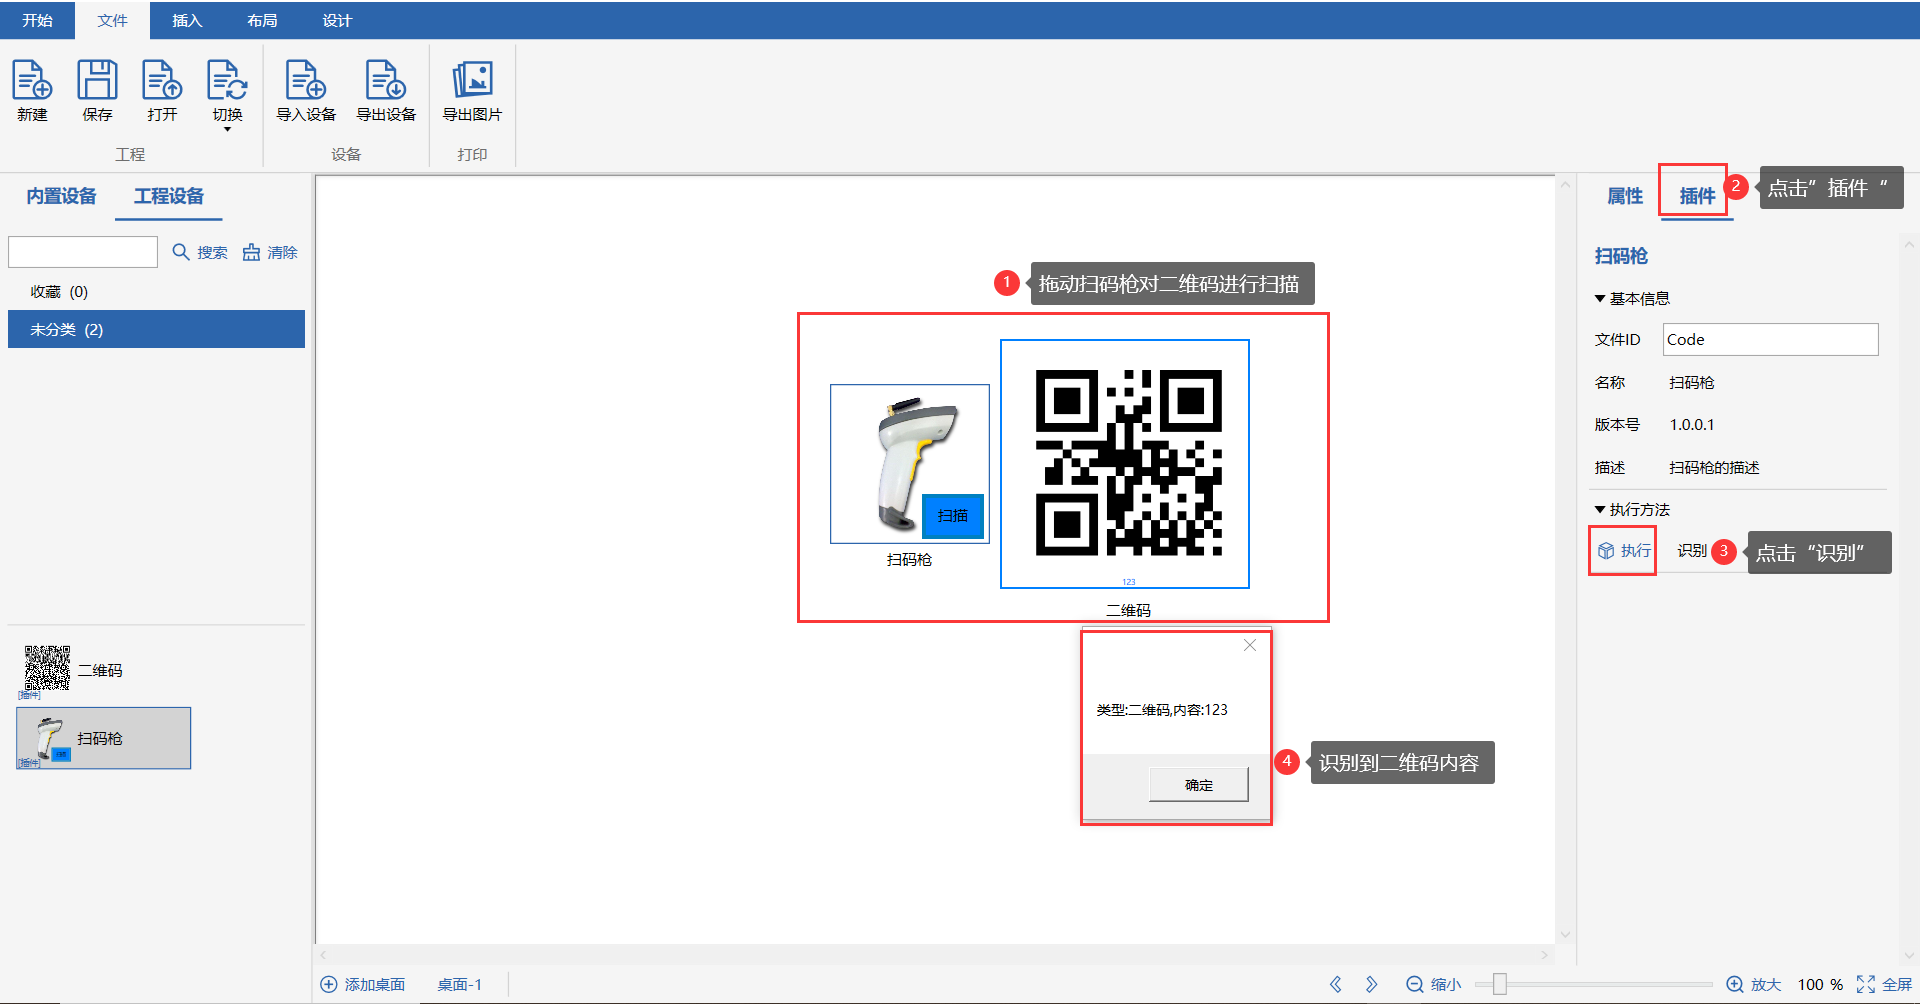 开始 文件 插入 布局 设计
新建 保存 打开 切换 导入设备 导出设备 导出图片
工程 设备 打印
内置设备 工程设备
搜索 清除
收藏 (0)
未分类 (2)
二维码
[插件]
扫码枪
扫描
[插件]
1 拖动扫码枪对二维码进行扫描
扫描
扫码枪
123
二维码
类型:二维码,内容:123
确定
4 识别到二维码内容
属性 插件 2 点击”插件“
扫码枪
基本信息
文件ID Code
名称 扫码枪
版本号 1.0.0.1
描述 扫码枪的描述
执行方法
执行 识别 3 点击“识别”
添加桌面 桌面-1
缩小 放大 100 % 全屏